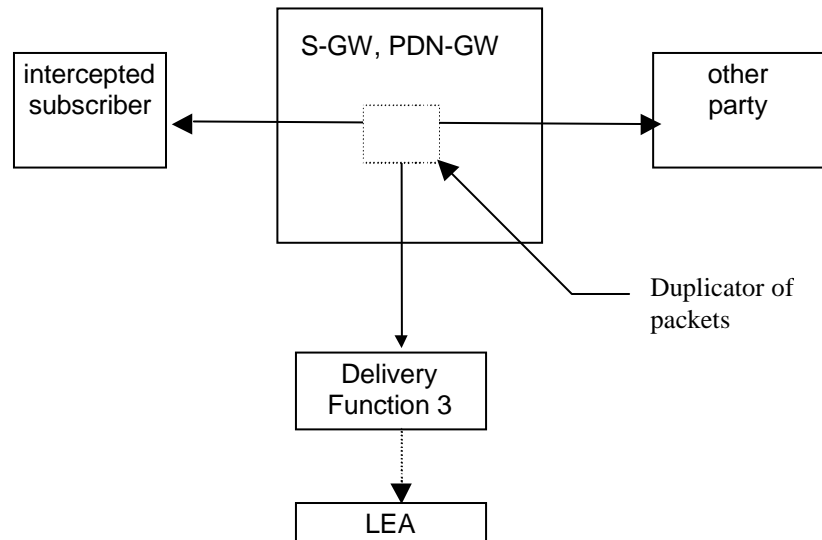 S-GW, PDN-GW
intercepted
subscriber
other
party
Duplicator of
packets
Delivery
Function 3
LEA